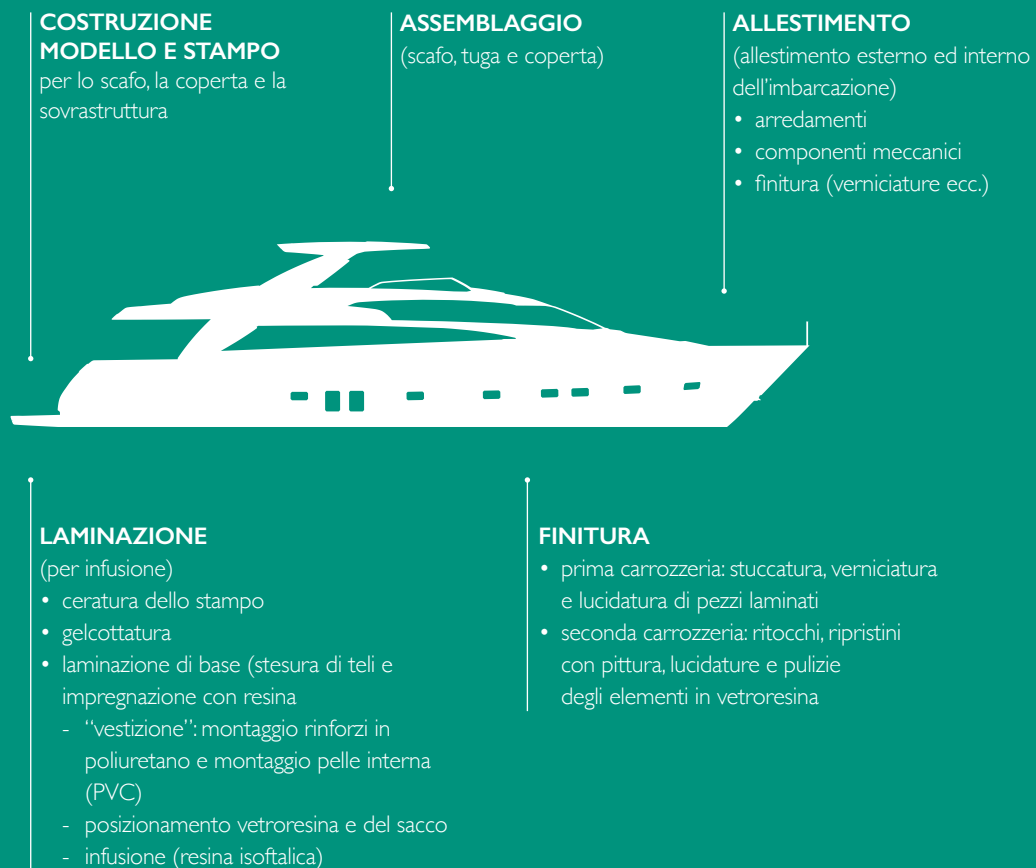 COSTRUZIONE
MODELLO E STAMPO
per lo scafo, la coperta e la
sovrastruttura
ASSEMBLAGGIO
(scafo, tuga e coperta)
ALLESTIMENTO
(allestimento esterno ed interno
dell'imbarcazione)
• arredamenti
• componenti meccanici
• finitura (verniciature ecc.)
LAMINAZIONE
(per infusione)
• ceratura dello stampo
• gelcottatura
• laminazione di base (stesura di teli e
impregnazione con resina
- “vestizione”: montaggio rinforzi in
poliuretano e montaggio pelle interna
(PVC)
- posizionamento vetroresina e del sacco
- infusione (resina isoftalica)
FINITURA
• prima carrozzeria: stuccatura, verniciatura
e lucidatura di pezzi laminati
• seconda carrozzeria: ritocchi, ripristini
con pittura, lucidature e pulizie
degli elementi in vetroresina